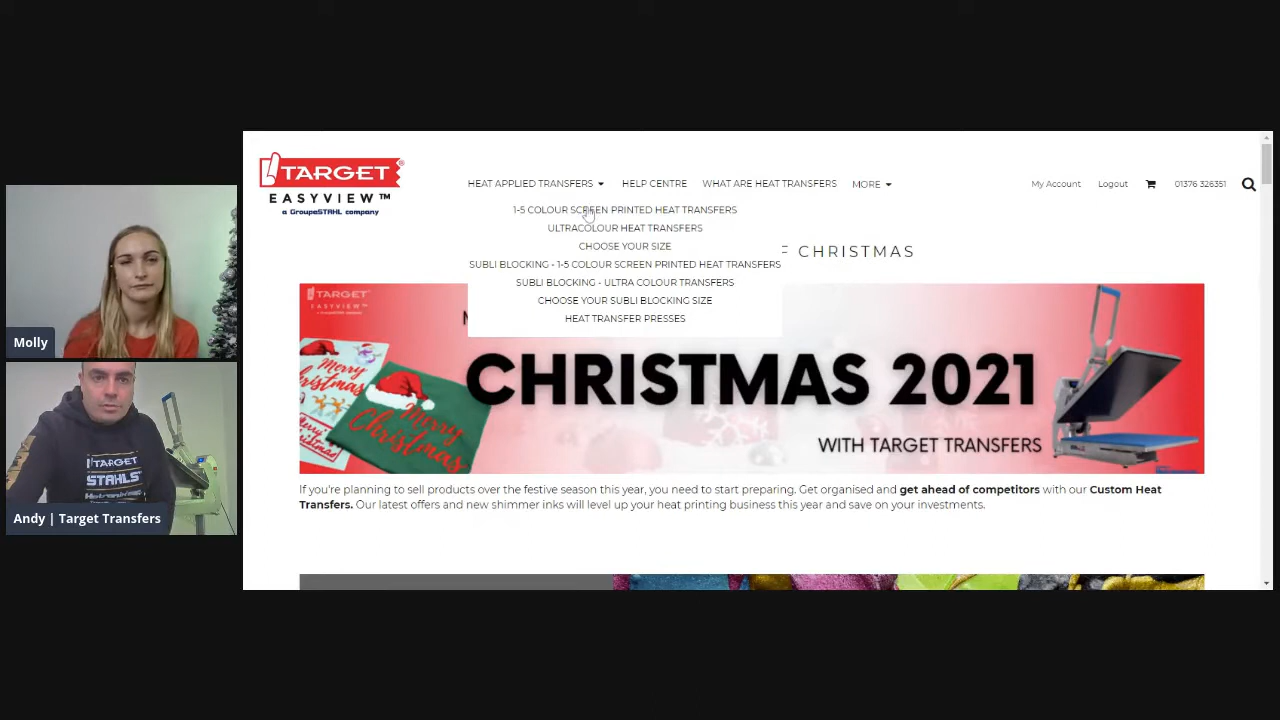 TARGET®
EASYVIEW™
a GroupeSTAHL company
HEAT APPLIED TRANSFERS
HELP CENTRE
WHAT ARE HEAT TRANSFERS
MORE
My Account
Logout
01376 326351
1-5 COLOUR SCREEN PRINTED HEAT TRANSFERS
ULTRACOLOUR HEAT TRANSFERS
CHOOSE YOUR SIZE
SUBLI BLOCKING - 1-5 COLOUR SCREEN PRINTED HEAT TRANSFERS
SUBLI BLOCKING - ULTRA COLOUR TRANSFERS
CHOOSE YOUR SUBLI BLOCKING SIZE
HEAT TRANSFER PRESSES
CHRISTMAS
TARGET
EASYVIEW™
CHRISTMAS 2021
WITH TARGET TRANSFERS
Merry
Christmas
Merry
Christmas
If you're planning to sell products over the festive season this year, you need to start preparing. Get organised and get ahead of competitors with our Custom Heat
Transfers. Our latest offers and new shimmer inks will level up your heat printing business this year and save on your investments.
Molly
TARGET
STAHLS'
Andy | Target Transfers